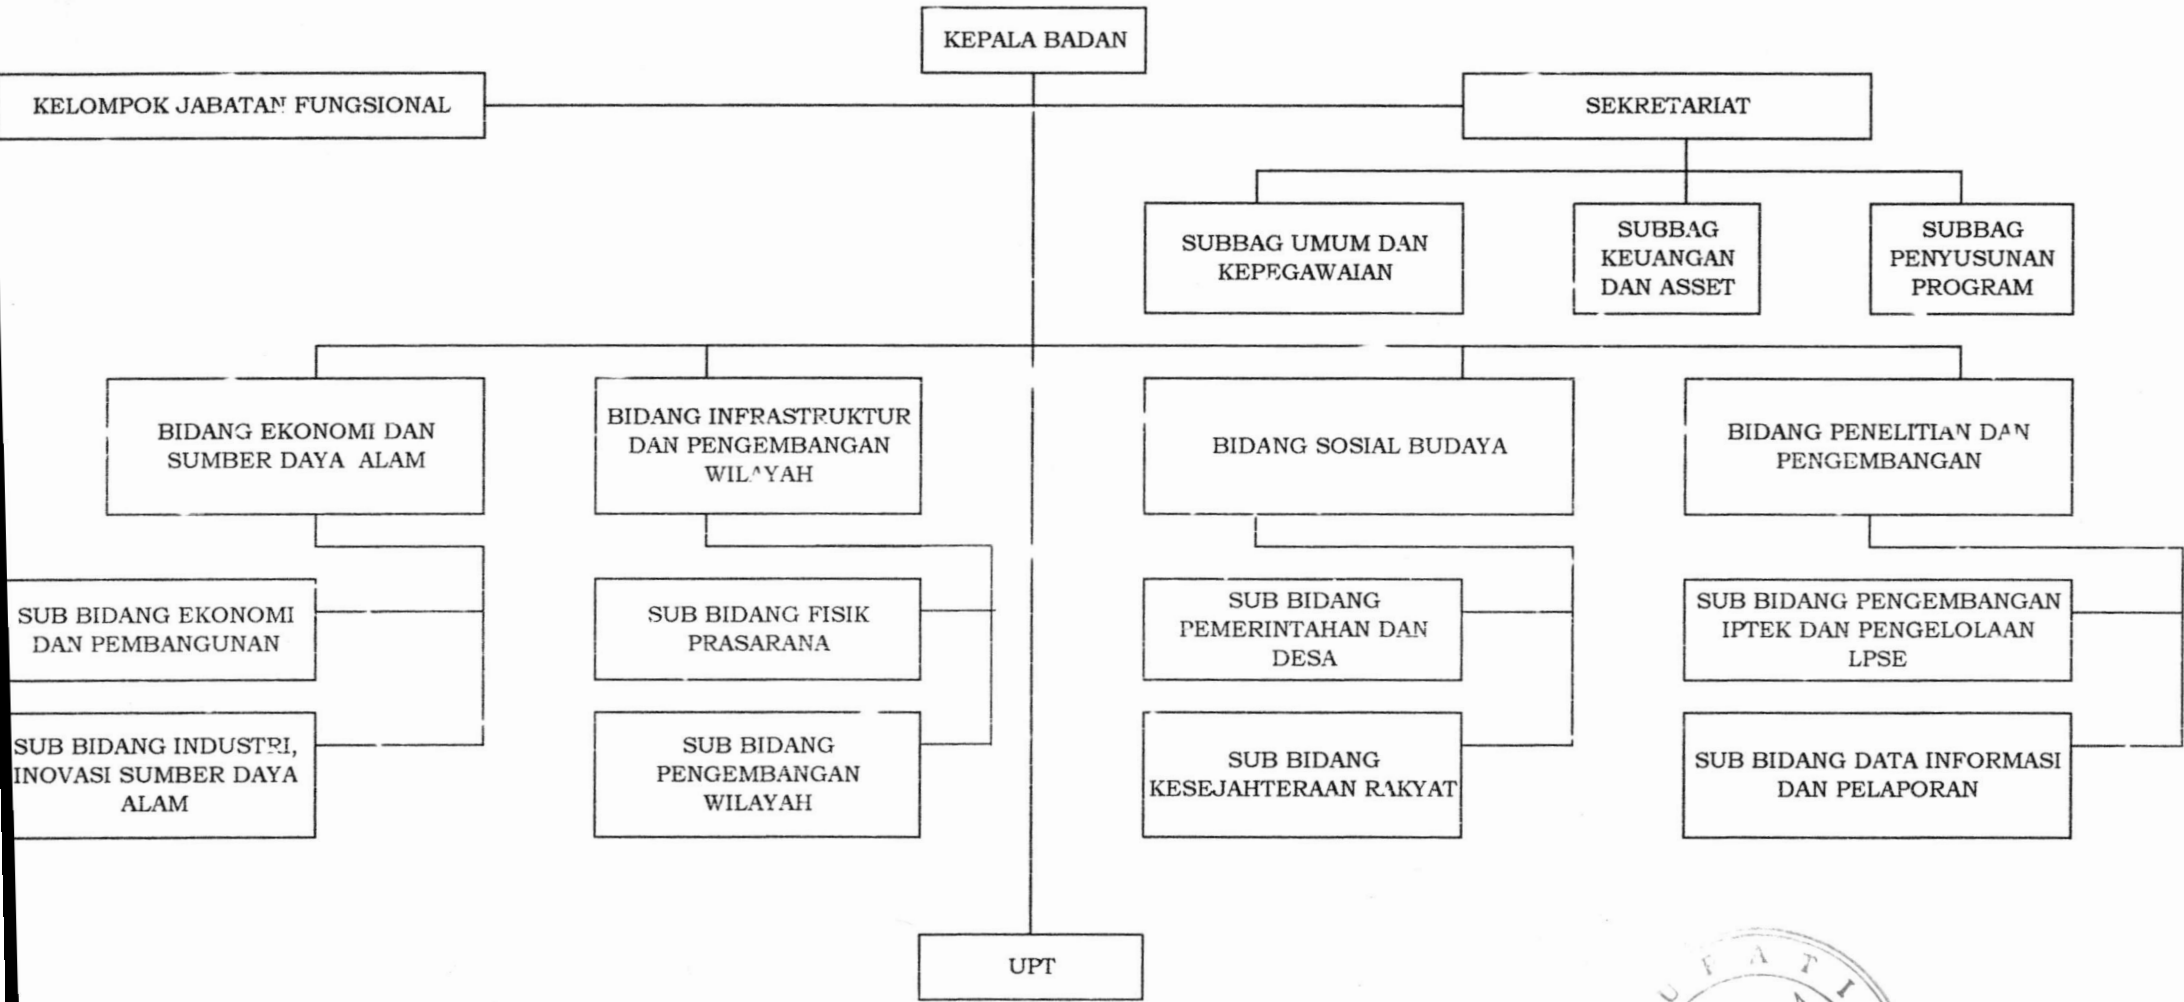 KEPALA BADAN
KELOMPOK JABATAN FUNGSIONAL
SEKRETARIAT
SUBBAG UMUM DAN
KEPEGAWAIAN
SUBBAG
KEUANGAN
DAN ASSET
SUBBAG
PENYUSUNAN
PROGRAM
BIDANG EKONOMI DAN
SUMBER DAYA ALAM
BIDANG INFRASTRUKTUR
DAN PENGEMBANGAN
WILAYAH
BIDANG SOSIAL BUDAYA
BIDANG PENELITIAN DAN
PENGEMBANGAN
SUB BIDANG EKONOMI
DAN PEMBANGUNAN
SUB BIDANG FISIK
PRASARANA
SUB BIDANG
PEMERINTAHAN DAN
DESA
SUB BIDANG PENGEMBANGAN
IPTEK DAN PENGELOLAAN
LPSE
SUB BIDANG INDUSTRI,
INOVASI SUMBER DAYA
ALAM
SUB BIDANG
PENGEMBANGAN
WILAYAH
SUB BIDANG
KESEJAHTERAAN RAKYAT
SUB BIDANG DATA INFORMASI
DAN PELAPORAN
UPT